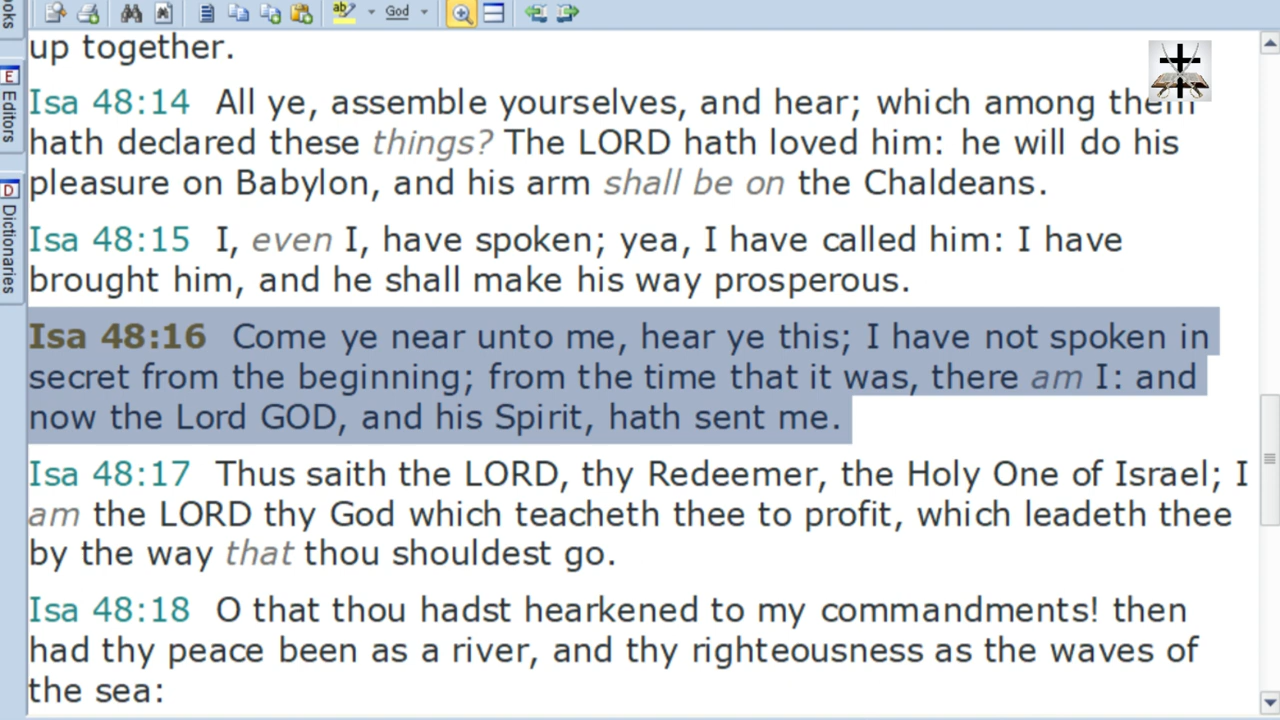 ooks
Editors
Dictionaries
ab
God
up together.
Isa 48:14 All ye, assemble yourselves, and hear; which among them
hath declared these things? The LORD hath loved him: he will do his
pleasure on Babylon, and his arm shall be on the Chaldeans.
Isa 48:15 I, even I, have spoken; yea, I have called him: I have
brought him, and he shall make his way prosperous.
Isa 48:16 Come ye near unto me, hear ye this; I have not spoken in
secret from the beginning; from the time that it was, there am I: and
now the Lord GOD, and his Spirit, hath sent me.
Isa 48:17 Thus saith the LORD, thy Redeemer, the Holy One of Israel; I
am the LORD thy God which teacheth thee to profit, which leadeth thee
by the way that thou shouldest go.
Isa 48:18 O that thou hadst hearkened to my commandments! then
had thy peace been as a river, and thy righteousness as the waves of
the sea: